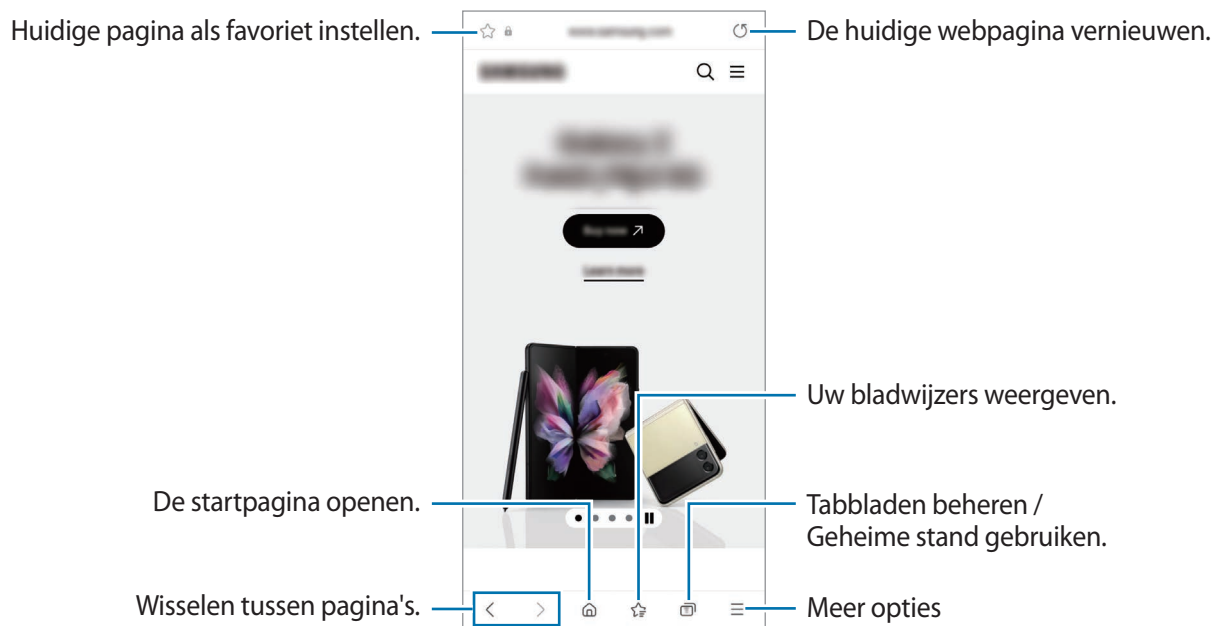 Huidige pagina als favoriet instellen.
De huidige webpagina vernieuwen.
Uw bladwijzers weergeven.
De startpagina openen.
Tabbladen beheren /
Geheime stand gebruiken.
Wisselen tussen pagina's.
Meer opties